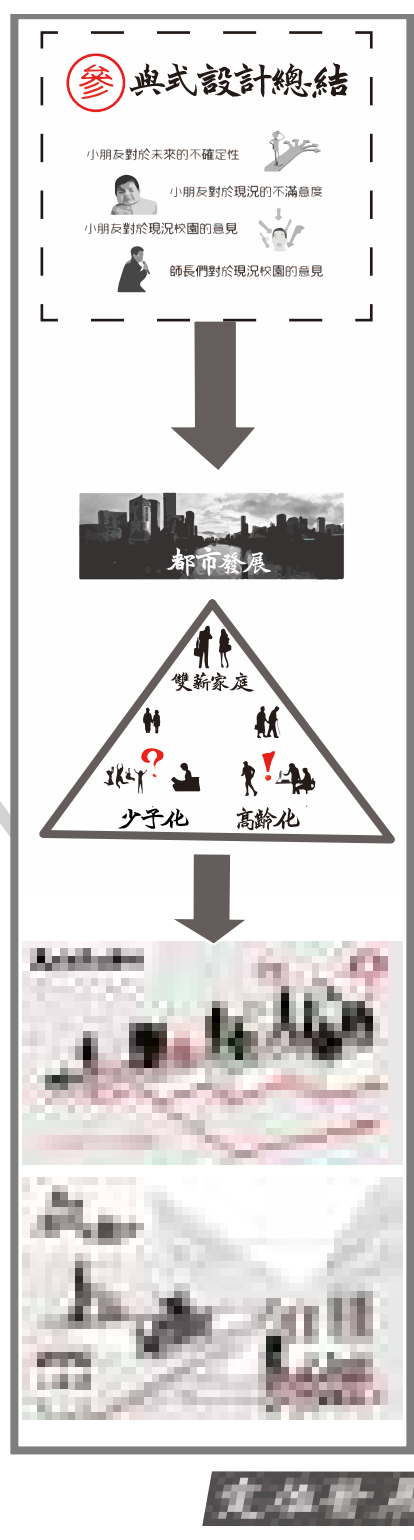 參與式設計總結
小朋友對於未來的不確定性
小朋友對於現況的不滿意度
小朋友對於現況校園的意見
師長們對於現況校園的意見
都市發展
雙薪家庭
?
!
少子化
高齡化